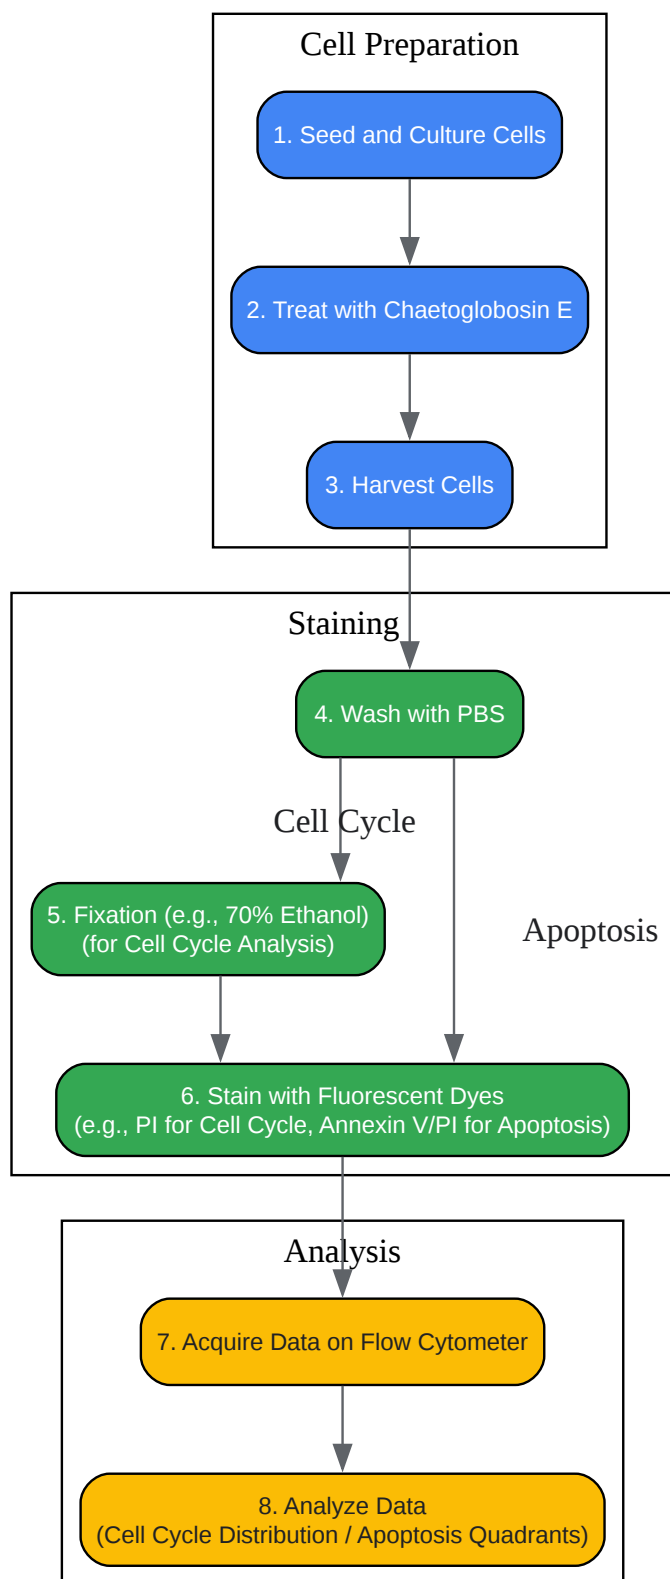 Cell Preparation
1. Seed and Culture Cells
2. Treat with Chaetoglobosin E
3. Harvest Cells
Staining
4. Wash with PBS
Cell Cycle
5. Fixation (e.g., 70% Ethanol)
(for Cell Cycle Analysis)
Apoptosis
6. Stain with Fluorescent Dyes
(e.g., PI for Cell Cycle, Annexin V/PI for Apoptosis)
Analysis
7. Acquire Data on Flow Cytometer
8. Analyze Data
(Cell Cycle Distribution / Apoptosis Quadrants)